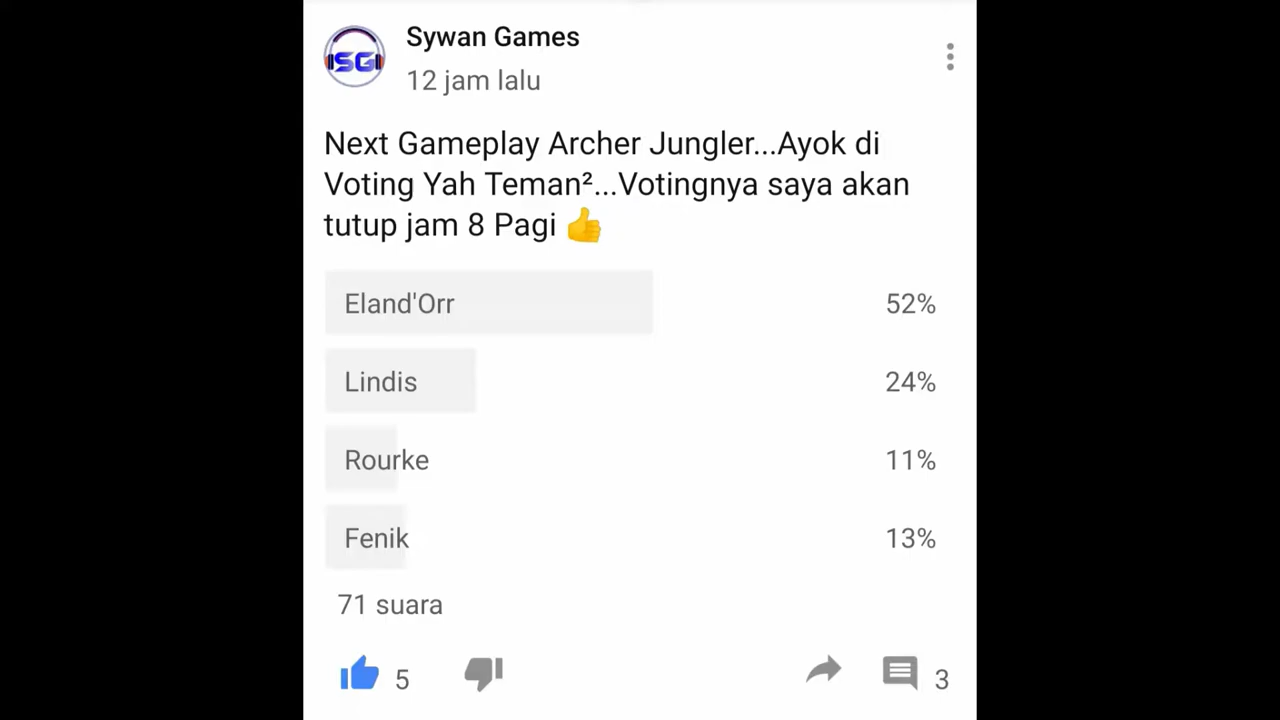 SG
Sywan Games
12 jam lalu
Next Gameplay Archer Jungler...Ayok di
Voting Yah Teman²...Votingnya saya akan
tutup jam 8 Pagi 👍
Eland'Orr 52%
Lindis 24%
Rourke 11%
Fenik 13%
71 suara
5 3